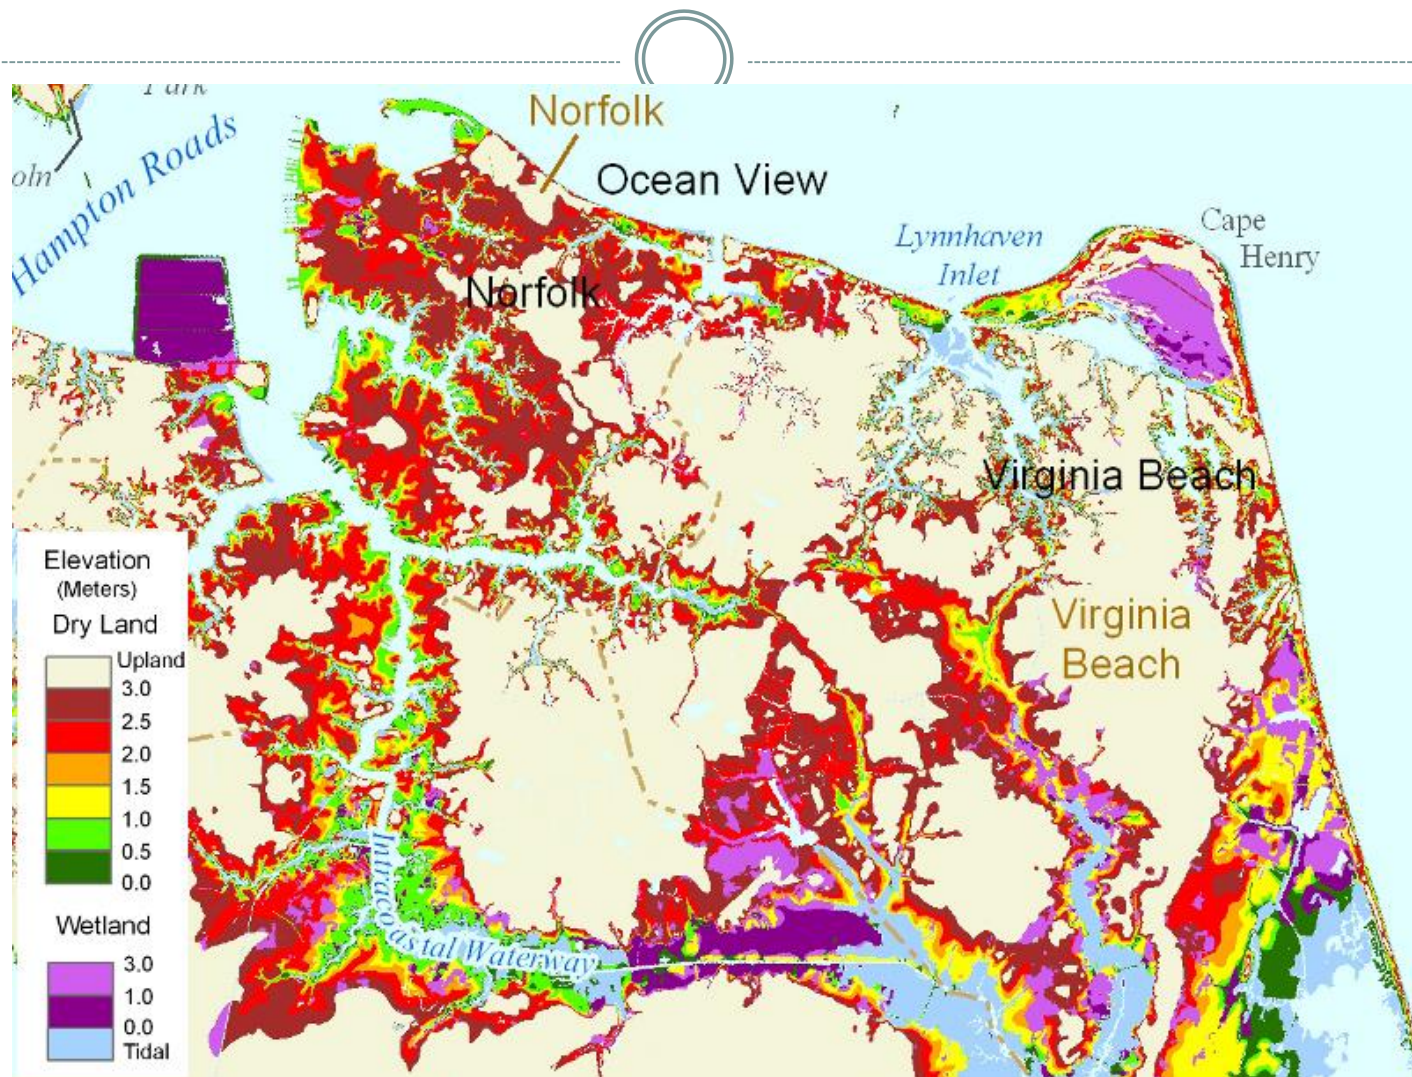 Park
Norfolk
Hampton Roads
oln
Ocean View
Lynnhaven
Inlet
Cape
Henry
Norfolk
Virginia Beach
Elevation
(Meters)
Dry Land
Upland
3.0
2.5
2.0
1.5
1.0
0.5
0.0
Virginia
Beach
Intracoastal Waterway
Wetland
3.0
1.0
0.0
Tidal